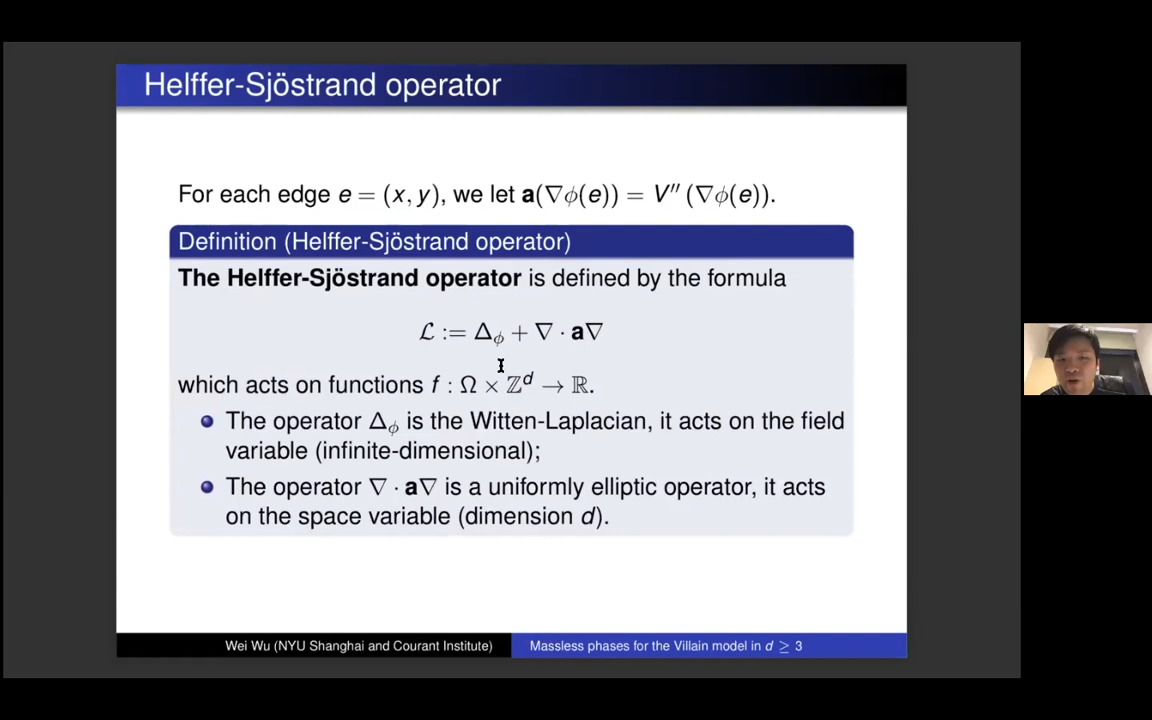 Helffer-Sjöstrand operator
For each edge e = (x, y), we let a(∇ϕ(e)) = V″ (∇ϕ(e)).
Definition (Helffer-Sjöstrand operator)
The Helffer-Sjöstrand operator is defined by the formula
ℒ := Δ_ϕ + ∇ · a∇
which acts on functions f : Ω × ℤ^d → ℝ.
The operator Δ_ϕ is the Witten-Laplacian, it acts on the field
variable (infinite-dimensional);
The operator ∇ · a∇ is a uniformly elliptic operator, it acts
on the space variable (dimension d).
Wei Wu (NYU Shanghai and Courant Institute)
Massless phases for the Villain model in d ≥ 3